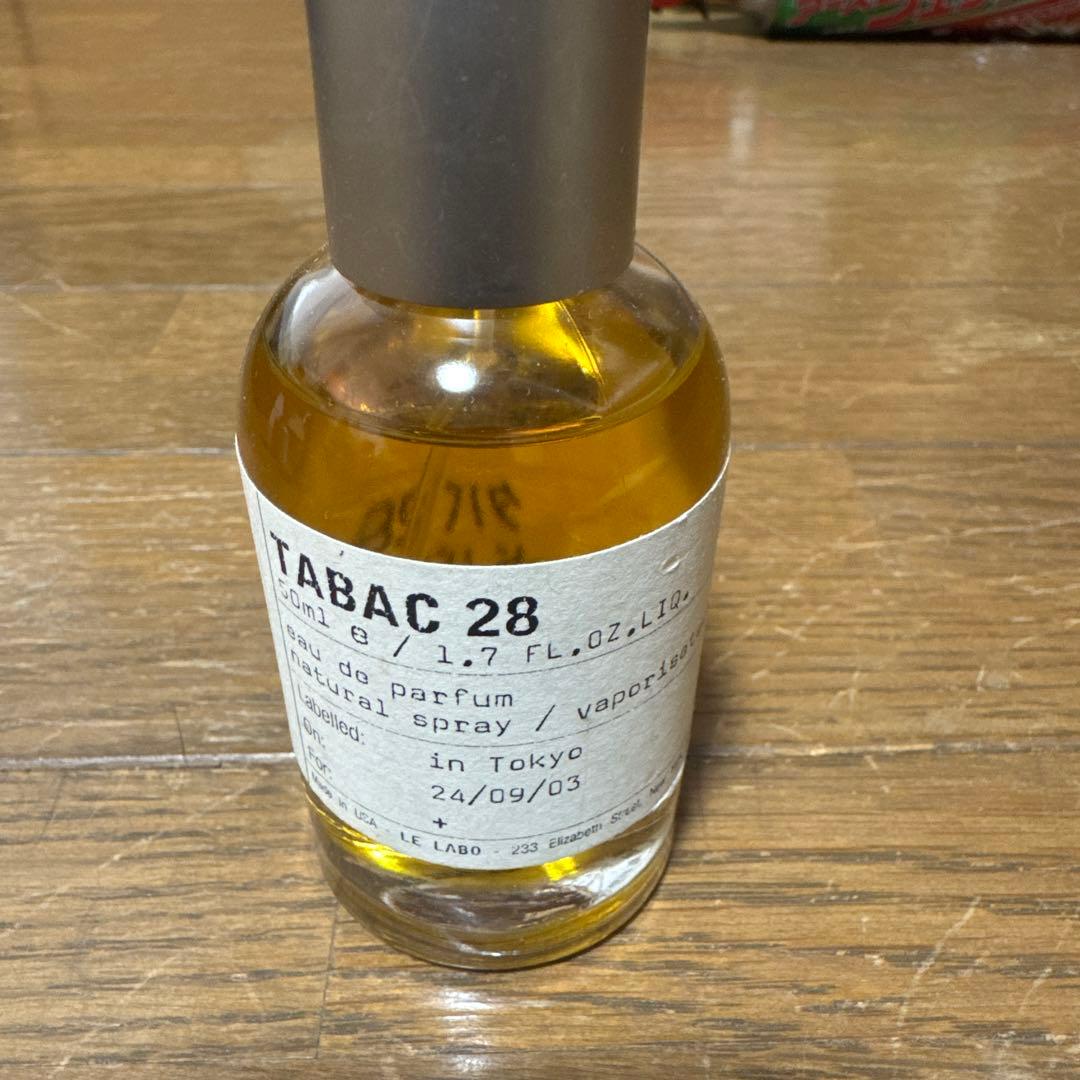 TABAC 28
50ml e / 1.7 FL.OZ.LIQ.
eau de parfum
natural spray / vaporisate
Labelled:
in Tokyo
On:
24/09/03
For:
+
Made in USA - LE LABO - 233 Elizabeth Street, New